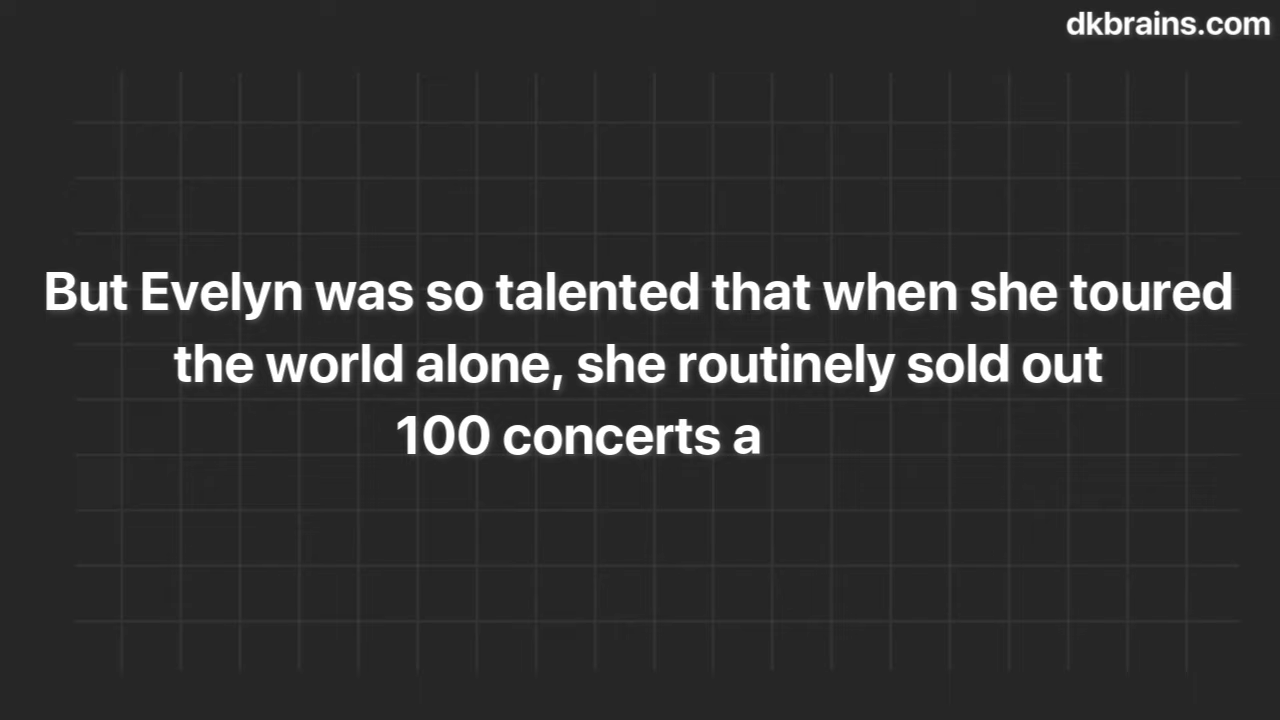 dkbrains.com
But Evelyn was so talented that when she toured
the world alone, she routinely sold out
100 concerts a